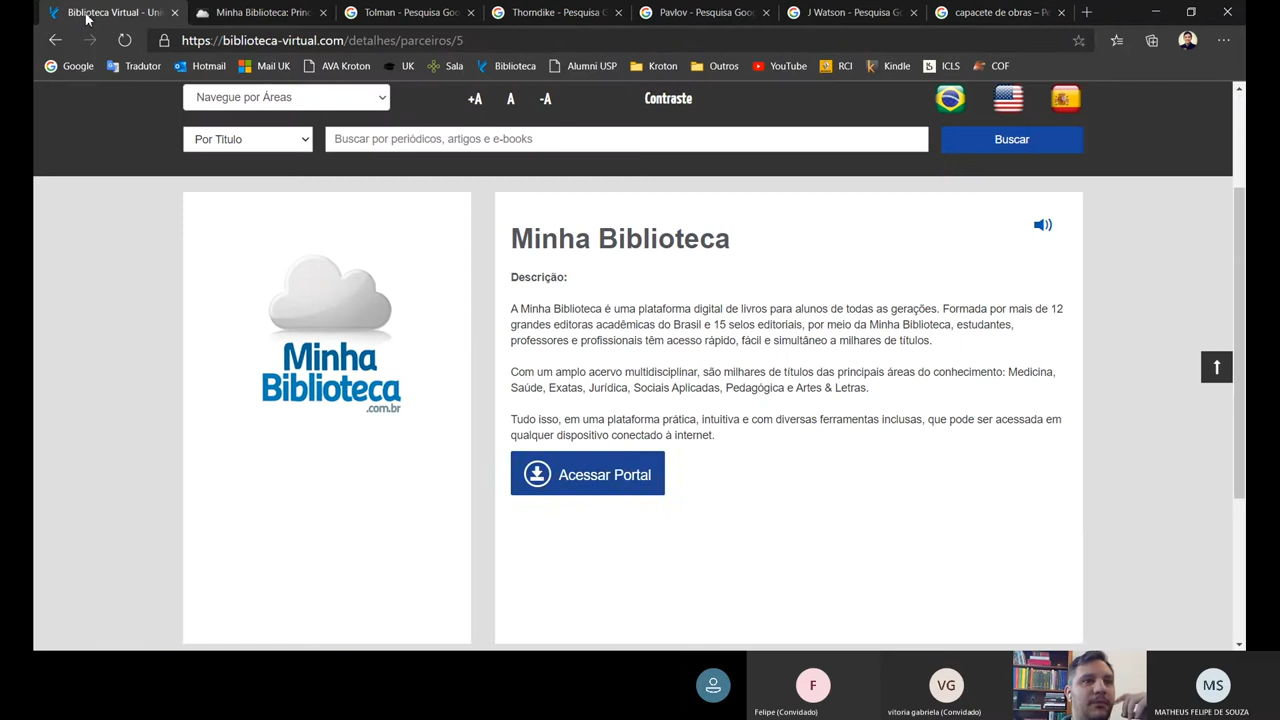 Biblioteca Virtual - Uni
Minha Biblioteca: Princ
Tolman - Pesquisa Goo
Thorndike - Pesquisa G
Pavlov - Pesquisa Goo
J Watson - Pesquisa Go
capacete de obras – Pe
https://biblioteca-virtual.com/detalhes/parceiros/5
Google
Tradutor
Hotmail
Mail UK
AVA Kroton
UK
Sala
Biblioteca
Alumni USP
Kroton
Outros
YouTube
RCI
Kindle
ICLS
COF
Navegue por Áreas
+A
A
-A
Contraste
Por Titulo
Buscar por periódicos, artigos e e-books
Buscar
Minha
Biblioteca
.com.br
Minha Biblioteca
Descrição:
A Minha Biblioteca é uma plataforma digital de livros para alunos de todas as gerações. Formada por mais de 12
grandes editoras acadêmicas do Brasil e 15 selos editoriais, por meio da Minha Biblioteca, estudantes,
professores e profissionais têm acesso rápido, fácil e simultâneo a milhares de títulos.
Com um amplo acervo multidisciplinar, são milhares de títulos das principais áreas do conhecimento: Medicina,
Saúde, Exatas, Jurídica, Sociais Aplicadas, Pedagógica e Artes & Letras.
Tudo isso, em uma plataforma prática, intuitiva e com diversas ferramentas inclusas, que pode ser acessada em
qualquer dispositivo conectado à internet.
Acessar Portal
F
Felipe (Convidado)
VG
vitoria gabriela (Convidado)
MS
MATHEUS FELIPE DE SOUZA